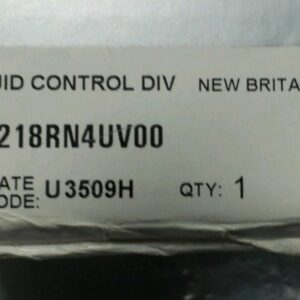 UID CONTROL DIV NEW BRITA
218RN4UV00
ATE
ODE: U3509H QTY: 1